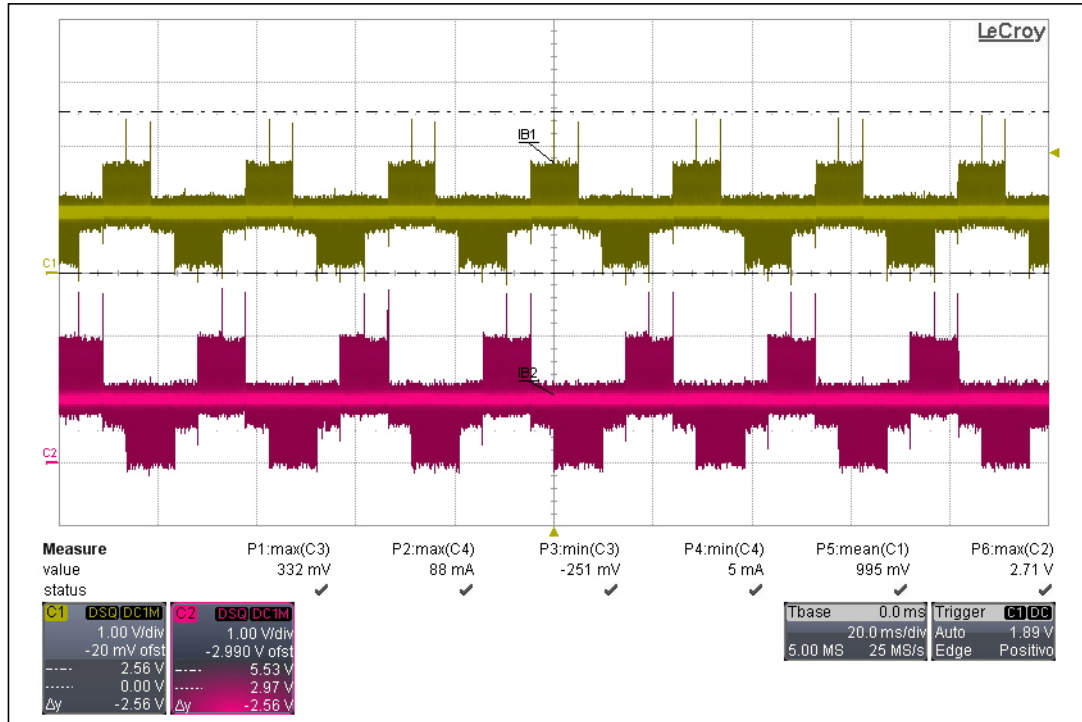 LeCroy
IB1
C1
IB2
C2
Measure P1:max(C3) P2:max(C4) P3:min(C3) P4:min(C4) P5:mean(C1) P6:max(C2)
value 332 mV 88 mA -251 mV 5 mA 995 mV 2.71 V
status ✓ ✓ ✓ ✓ ✓ ✓
C1 DSQ DC1M
1.00 V/div
-20 mV ofst
2.56 V
0.00 V
Δy -2.56 V
C2 DSQ DC1M
1.00 V/div
-2.990 V ofst
5.53 V
2.97 V
Δy -2.56 V
Tbase 0.0 ms
20.0 ms/div
5.00 MS 25 MS/s
Trigger C1 DC
Auto 1.89 V
Edge Positivo